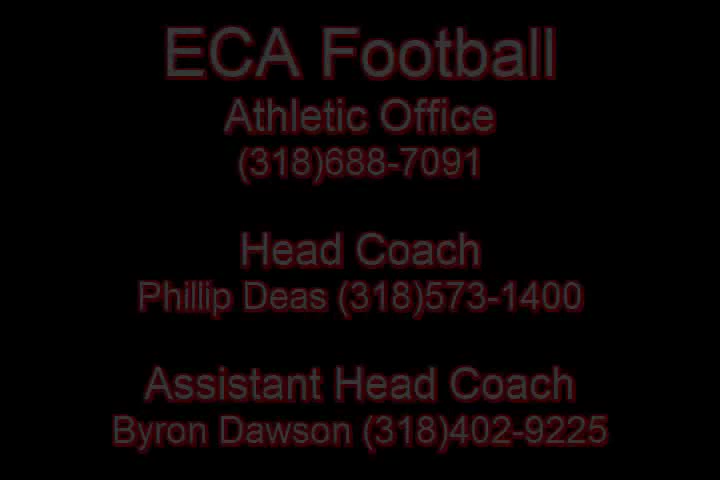 ECA Football
Athletic Office
(318)688-7091
Head Coach
Phillip Deas (318)573-1400
Assistant Head Coach
Byron Dawson (318)402-9225